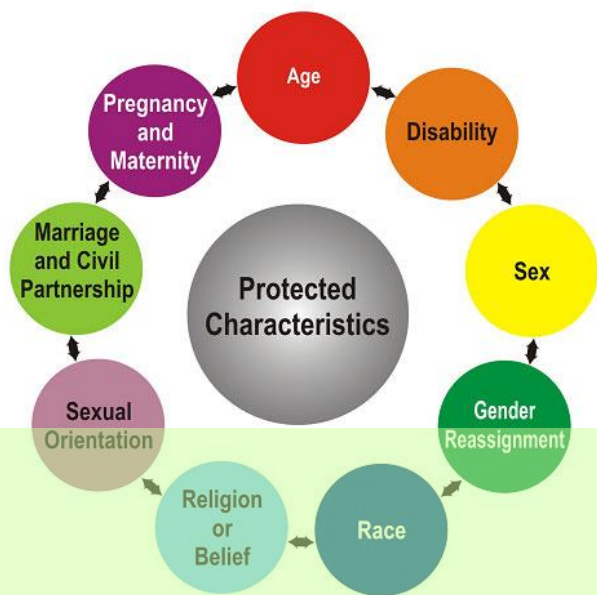 Age
Disability
Sex
Gender
Reassignment
Race
Religion
or
Belief
Sexual
Orientation
Marriage
and Civil
Partnership
Pregnancy
and
Maternity
Protected
Characteristics